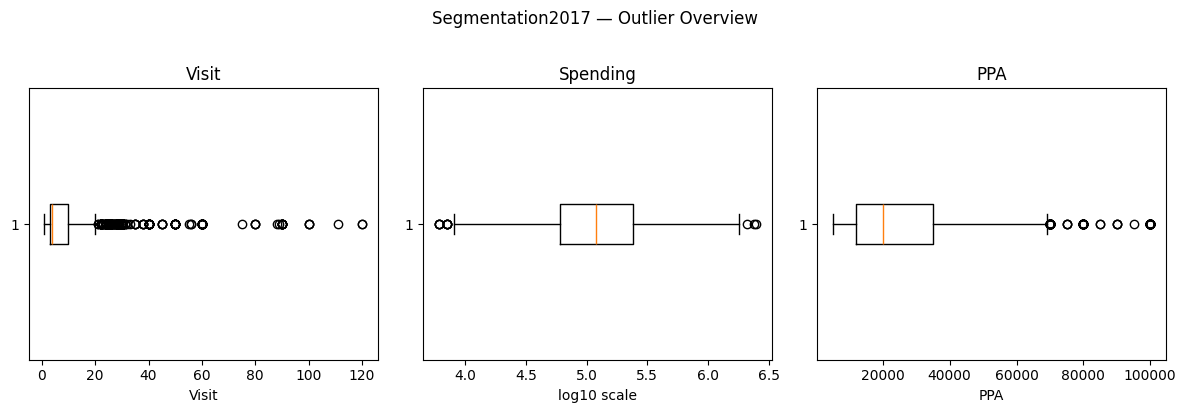 Segmentation2017 — Outlier Overview
Visit
Spending
PPA
1
1
1
0 20 40 60 80 100 120
4.0 4.5 5.0 5.5 6.0 6.5
20000 40000 60000 80000 100000
Visit
log10 scale
PPA